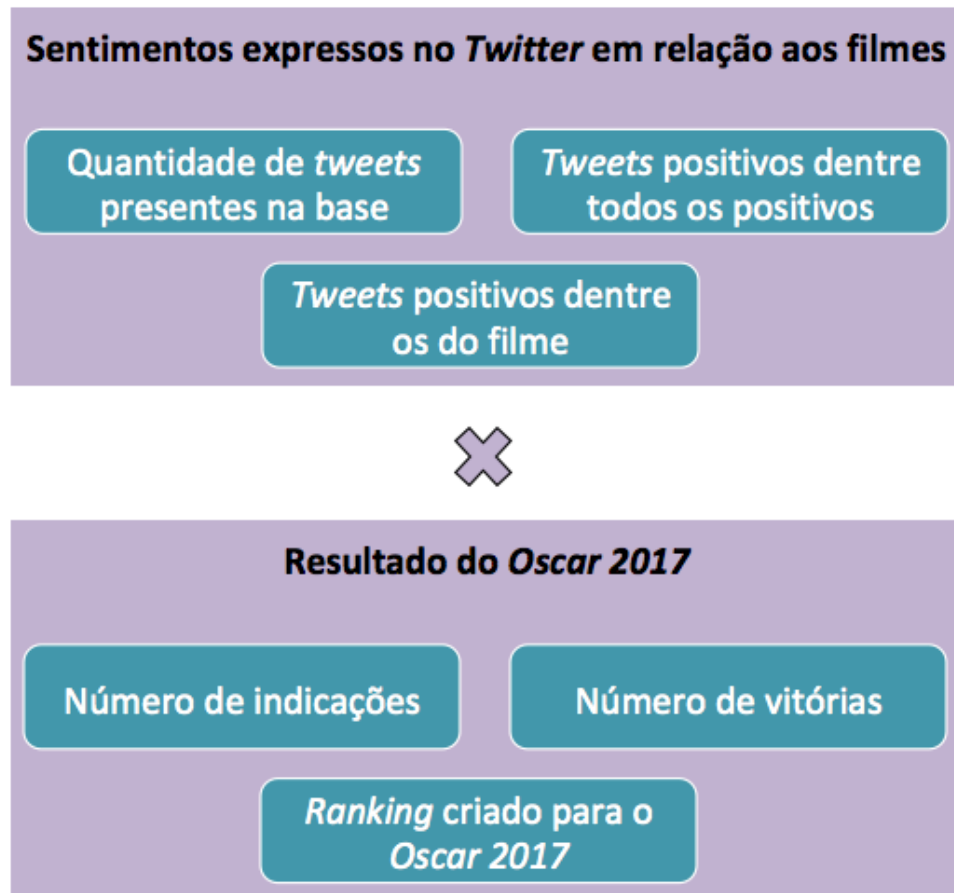 Sentimentos expressos no Twitter em relação aos filmes
Quantidade de tweets
presentes na base
Tweets positivos dentre
todos os positivos
Tweets positivos dentre
os do filme
Resultado do Oscar 2017
Número de indicações
Número de vitórias
Ranking criado para o
Oscar 2017